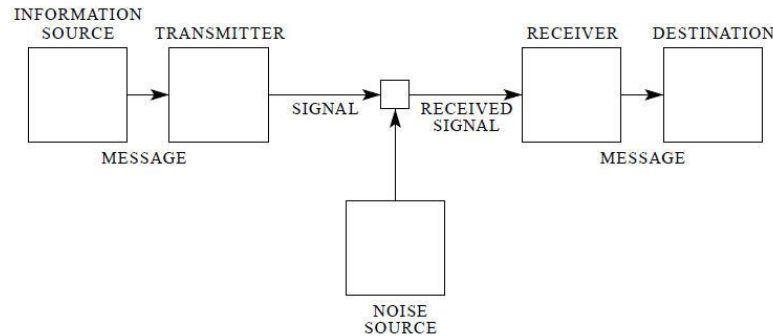 INFORMATION
SOURCE
TRANSMITTER
RECEIVER
DESTINATION
SIGNAL
RECEIVED
SIGNAL
MESSAGE
MESSAGE
NOISE
SOURCE